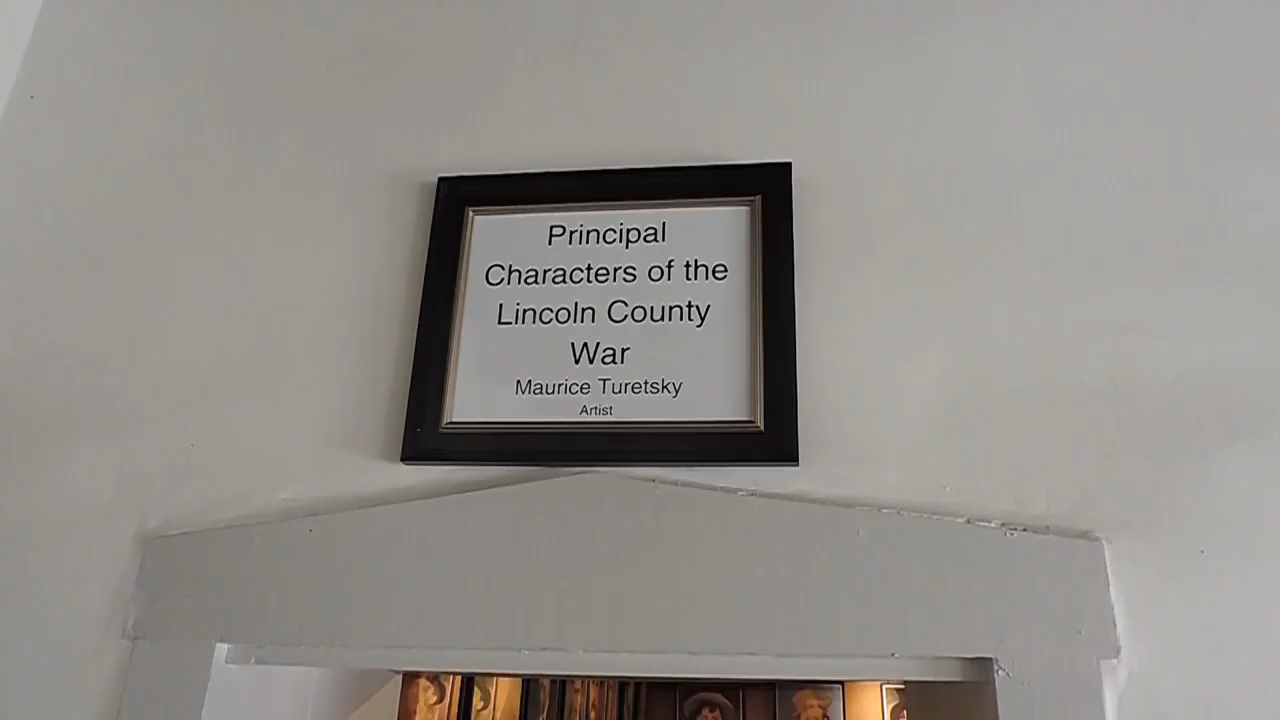 Principal
Characters of the
Lincoln County
War
Maurice Turetsky
Artist